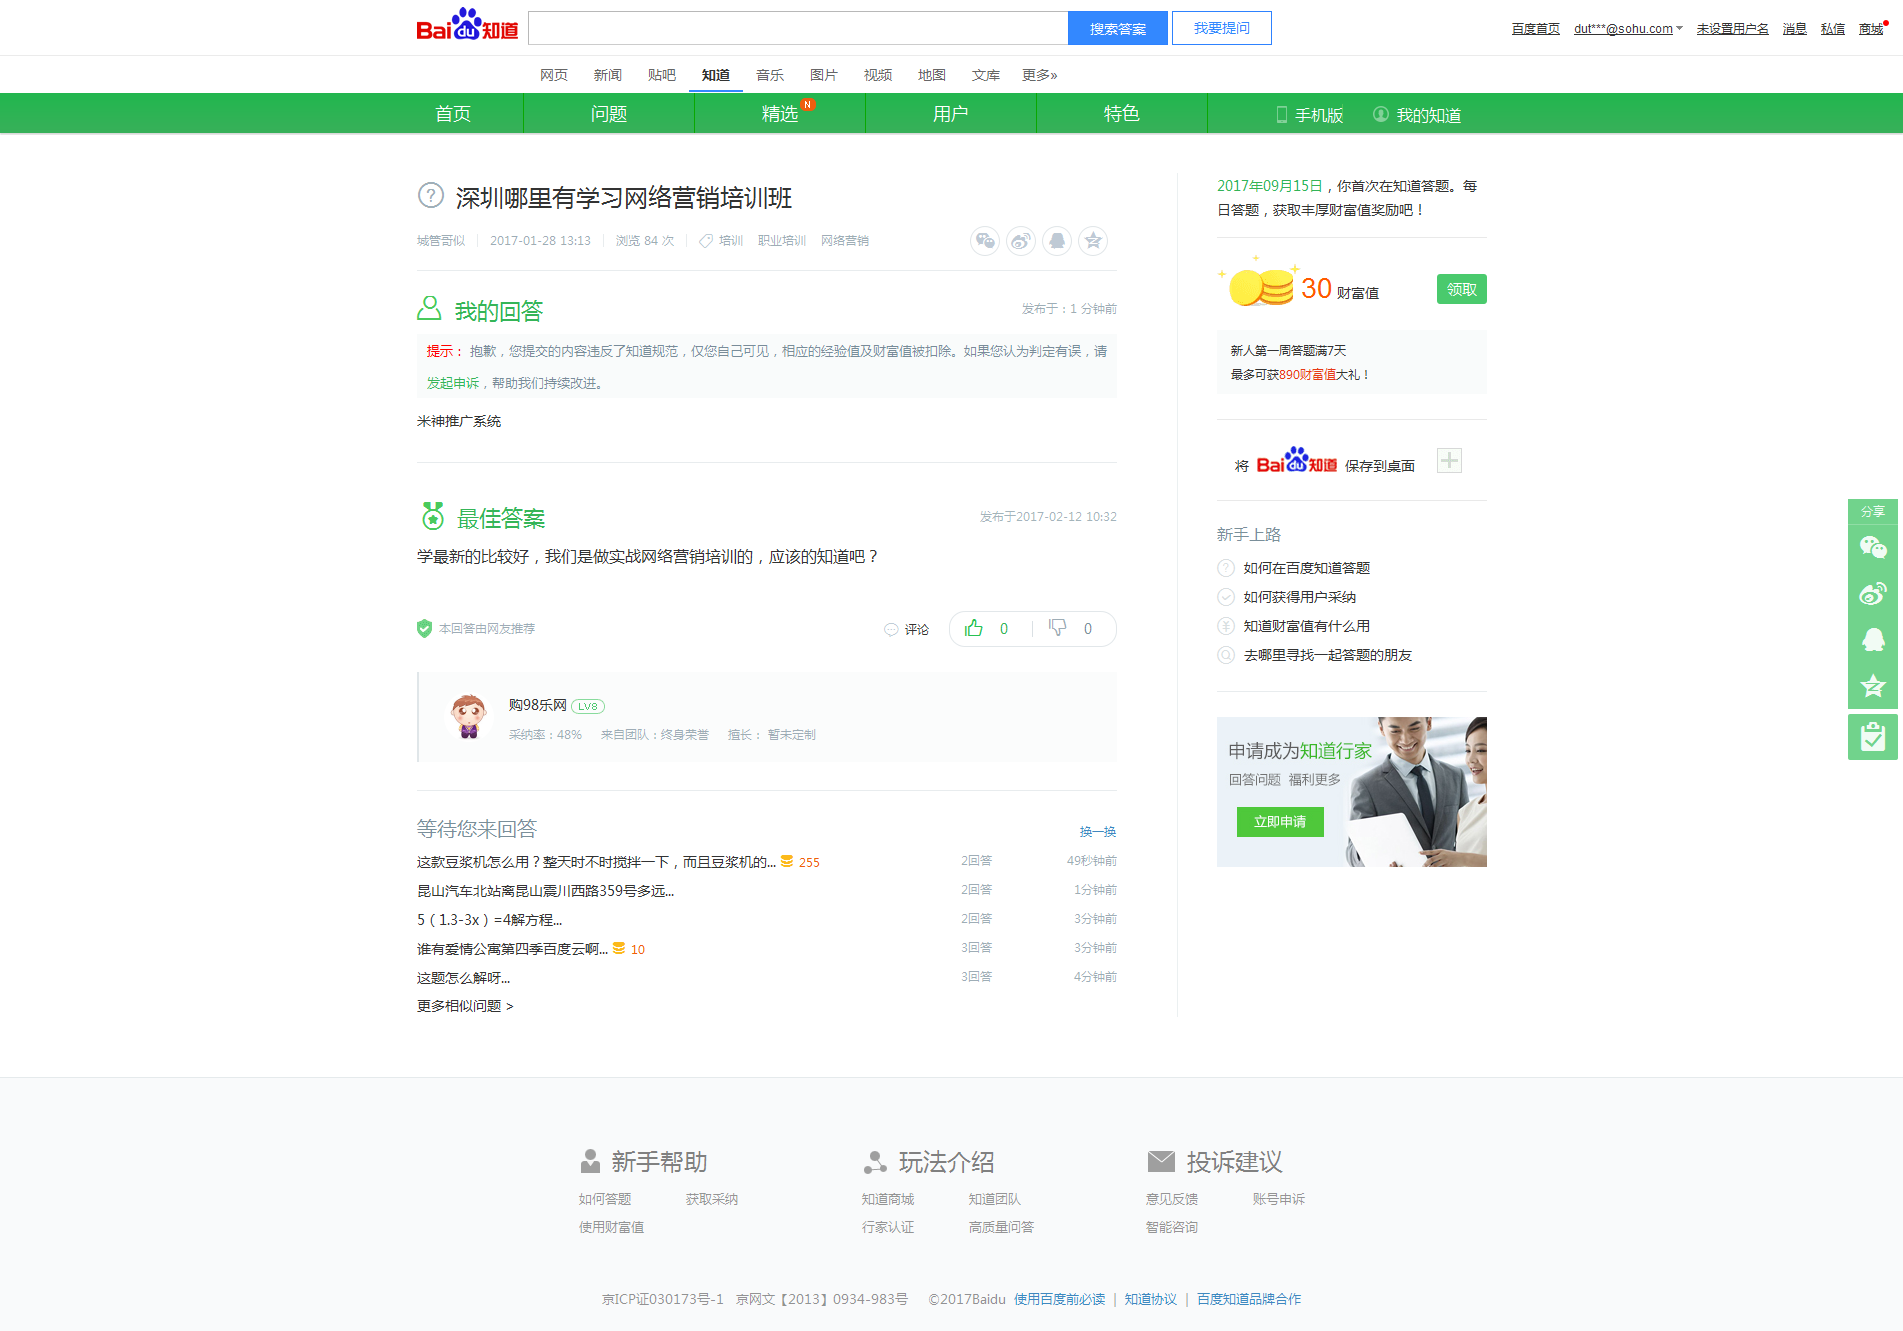 Baidu知道 搜索答案 我要提问 百度首页 dut***@sohu.com 未设置用户名 消息 私信 商城
网页 新闻 贴吧 知道 音乐 图片 视频 地图 文库 更多»
首页 问题 精选 N 用户 特色 手机版 我的知道
深圳哪里有学习网络营销培训班
城管哥似 2017-01-28 13:13 浏览 84 次 培训 职业培训 网络营销
我的回答 发布于：1 分钟前
提示： 抱歉，您提交的内容违反了知道规范，仅您自己可见，相应的经验值及财富值被扣除。如果您认为判定有误，请
发起申诉，帮助我们持续改进。
米神推广系统
最佳答案 发布于2017-02-12 10:32
学最新的比较好，我们是做实战网络营销培训的，应该的知道吧？
本回答由网友推荐 评论 0 0
购98乐网 LV8
采纳率：48% 来自团队：终身荣誉 擅长： 暂未定制
等待您来回答 换一换
这款豆浆机怎么用？整天时不时搅拌一下，而且豆浆机的... 255 2回答 49秒钟前
昆山汽车北站离昆山震川西路359号多远... 2回答 1分钟前
5（1.3-3x）=4解方程... 2回答 3分钟前
谁有爱情公寓第四季百度云啊... 10 3回答 3分钟前
这题怎么解呀... 3回答 4分钟前
更多相似问题 >
2017年09月15日，你首次在知道答题。每
日答题，获取丰厚财富值奖励吧！
30 财富值 领取
新人第一周答题满7天
最多可获890财富值大礼！
将 Baidu知道 保存到桌面
新手上路
如何在百度知道答题
如何获得用户采纳
知道财富值有什么用
去哪里寻找一起答题的朋友
申请成为知道行家
回答问题 福利更多
立即申请
分享
新手帮助 玩法介绍 投诉建议
如何答题 获取采纳 知道商城 知道团队 意见反馈 账号申诉
使用财富值 行家认证 高质量问答 智能咨询
京ICP证030173号-1 京网文【2013】0934-983号 ©2017Baidu 使用百度前必读 | 知道协议 | 百度知道品牌合作